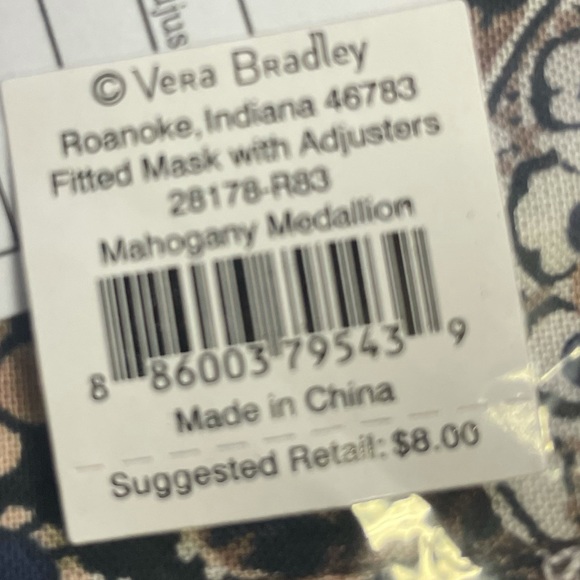 djus
© Vera Bradley
Roanoke, Indiana 46783
Fitted Mask with Adjusters
28178-R83
Mahogany Medallion
8 86003 79543 9
Made in China
Suggested Retail: $8.00